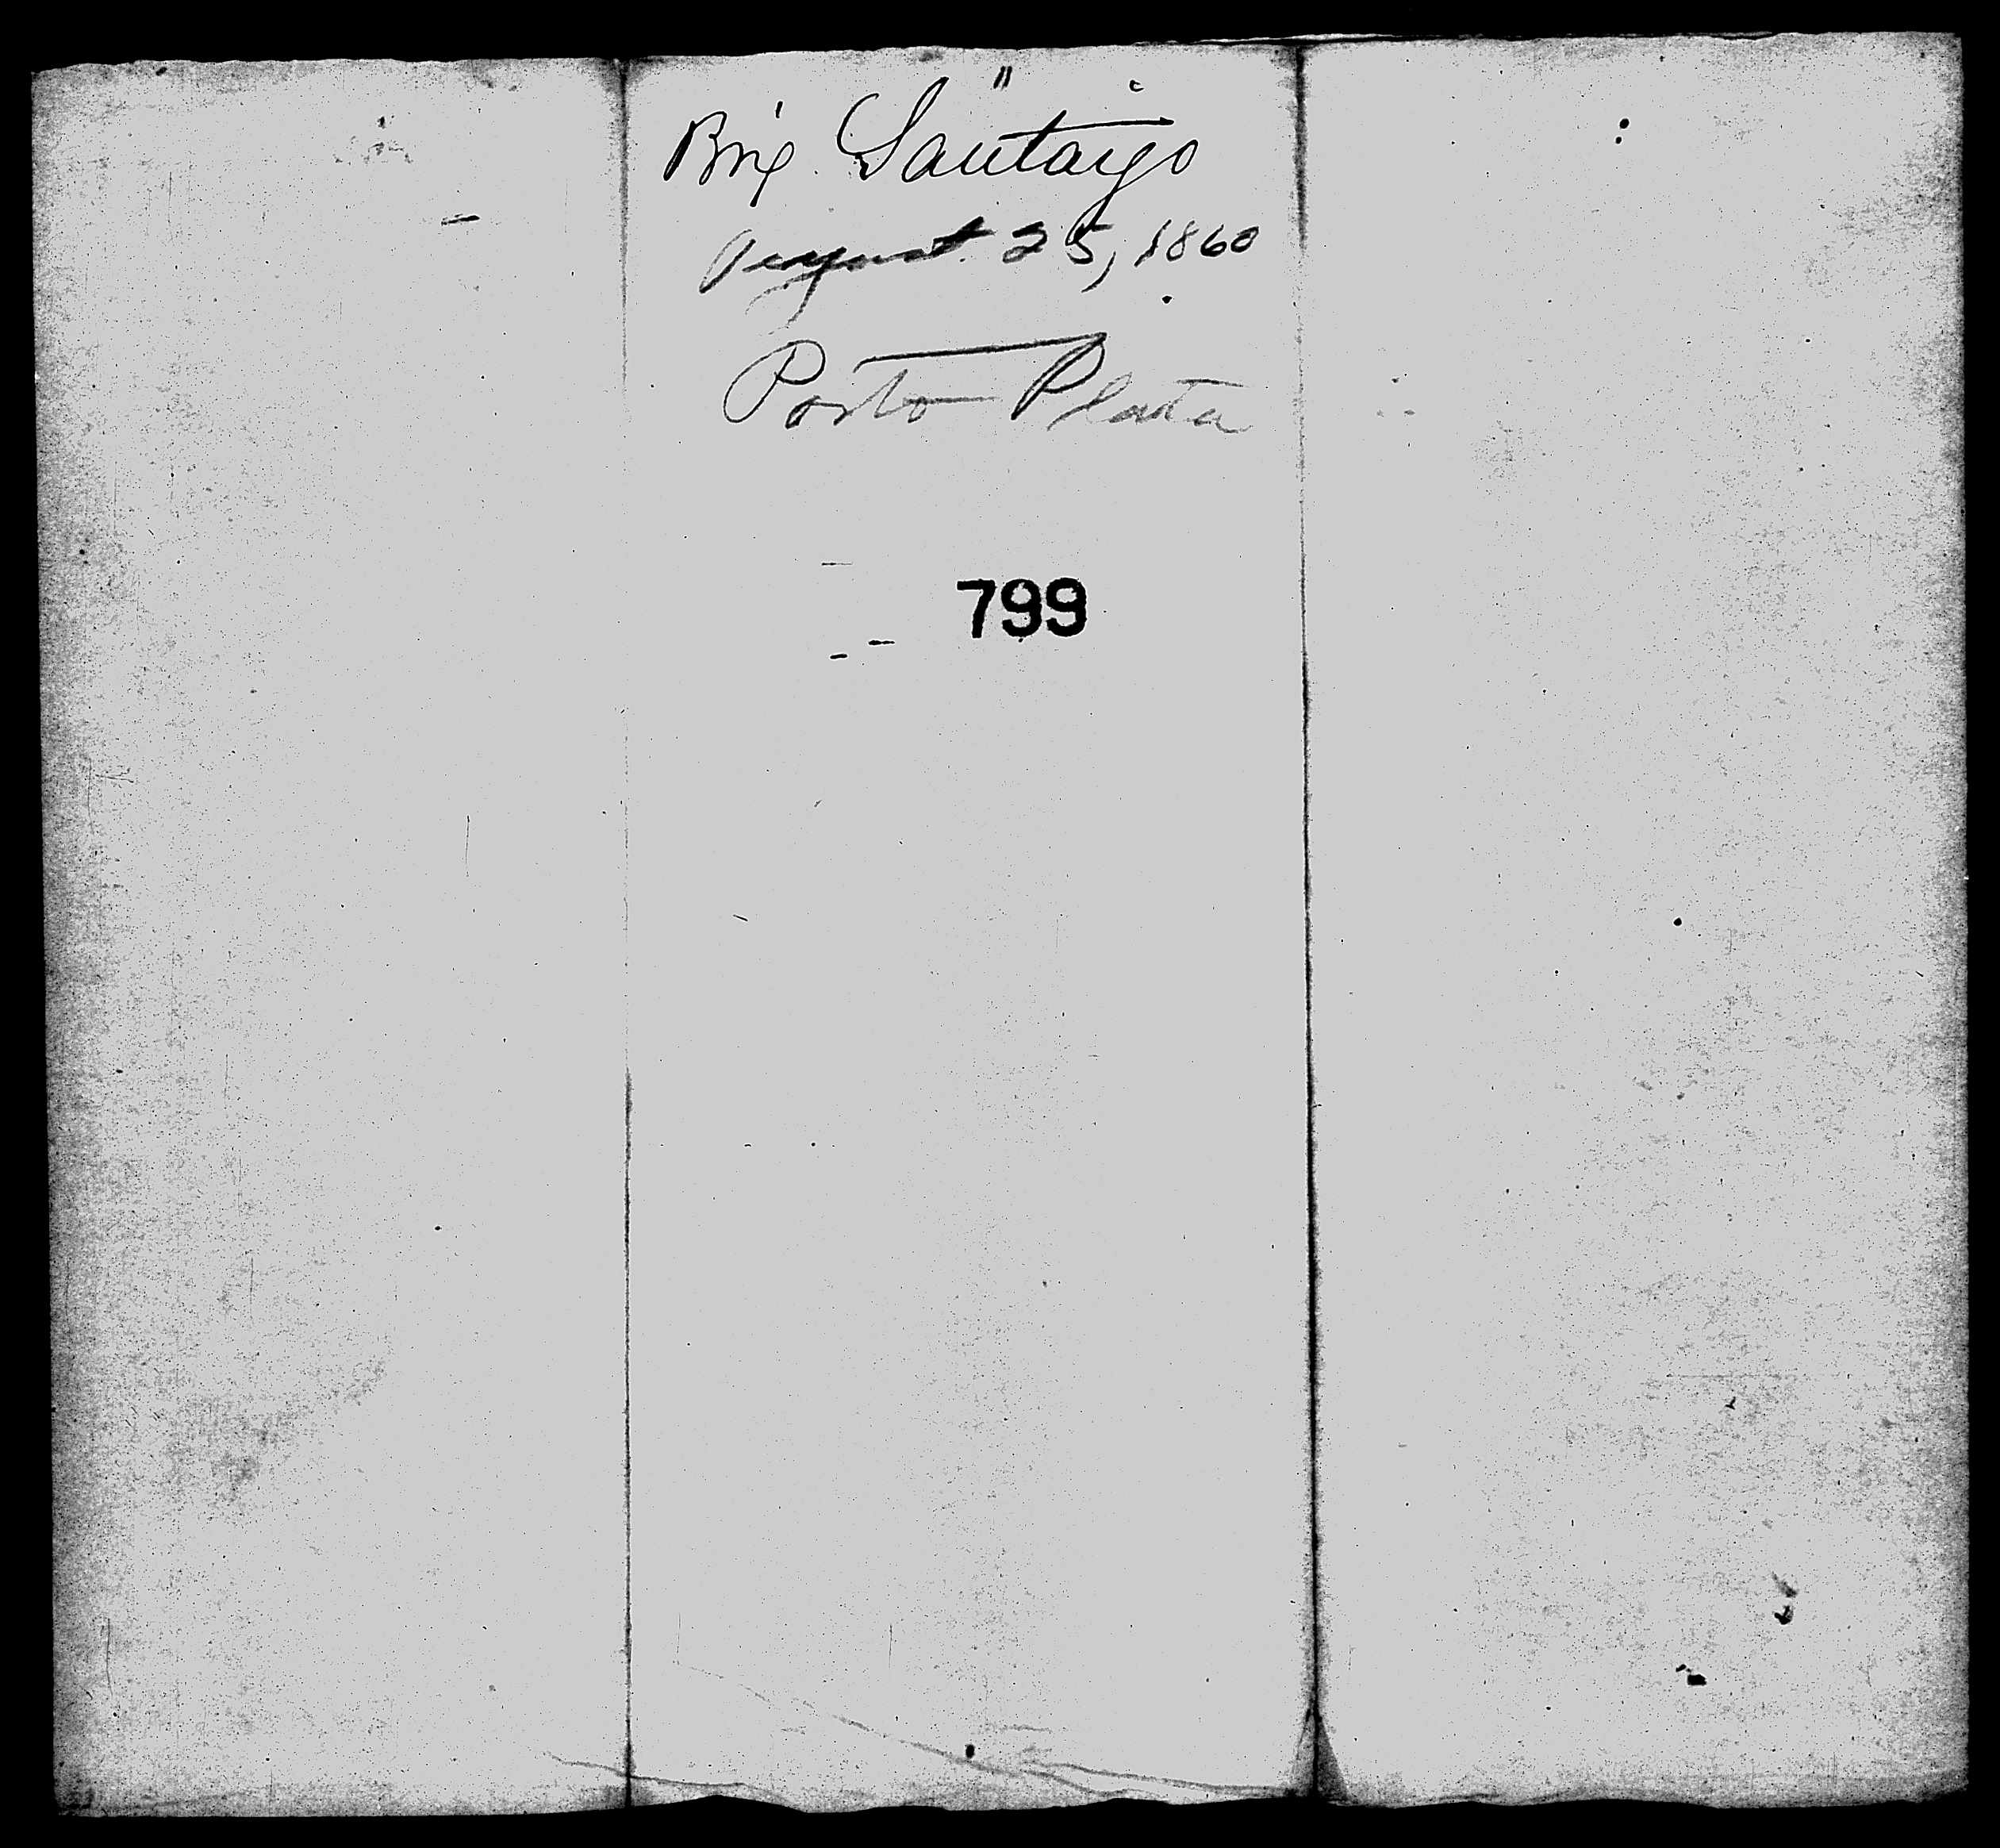 Brig Santaigo
August 25, 1860
Porto Plata
799